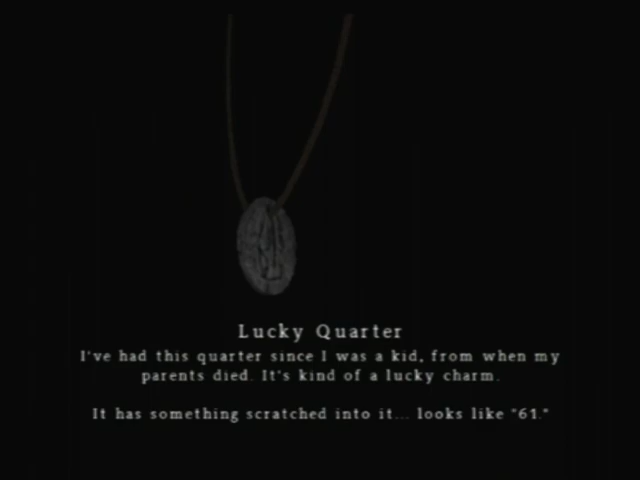 Lucky Quarter
I've had this quarter since I was a kid, from when my
parents died. It's kind of a lucky charm.
It has something scratched into it... looks like "61."